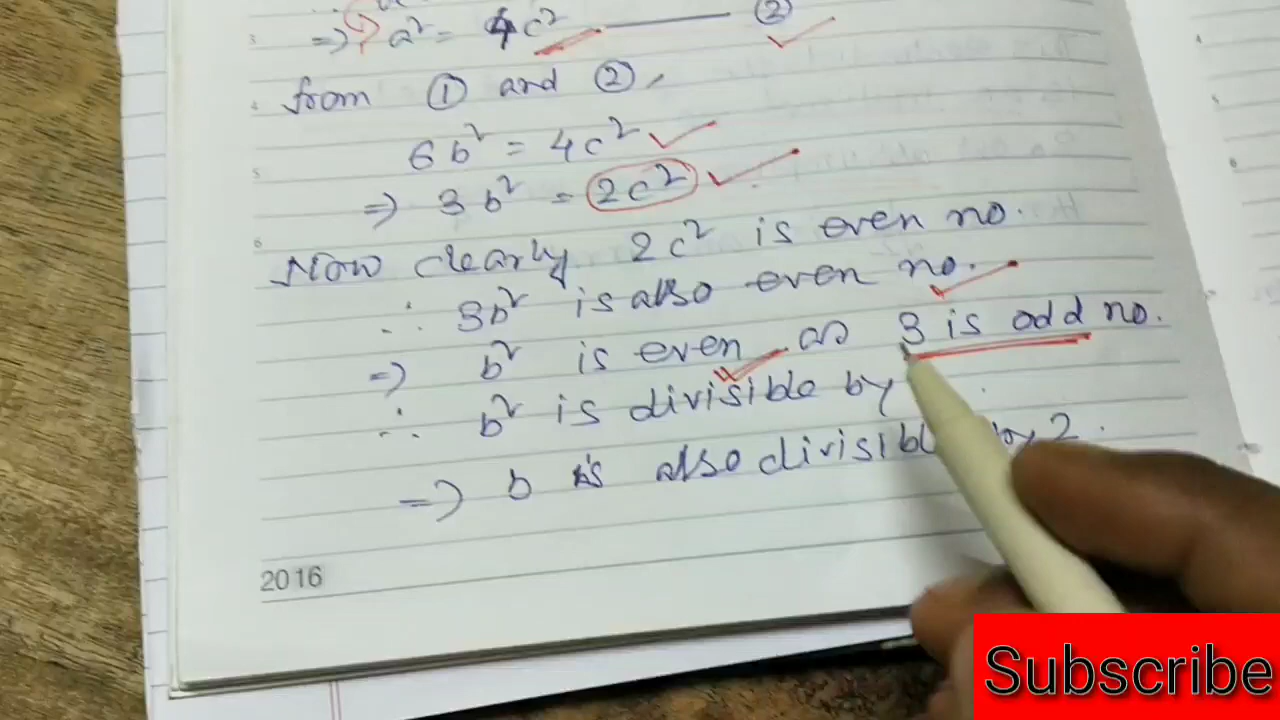 => a² = 4c² ——— ②
from ① and ②,
6b² = 4c²
=> 3b² = 2c²
Now clearly 2c² is even no.
∴ 3b² is also even no.
=> b² is even as 3 is odd no.
∴ b² is divisible by
=> b is also divisible by 2.
2016
Subscribe